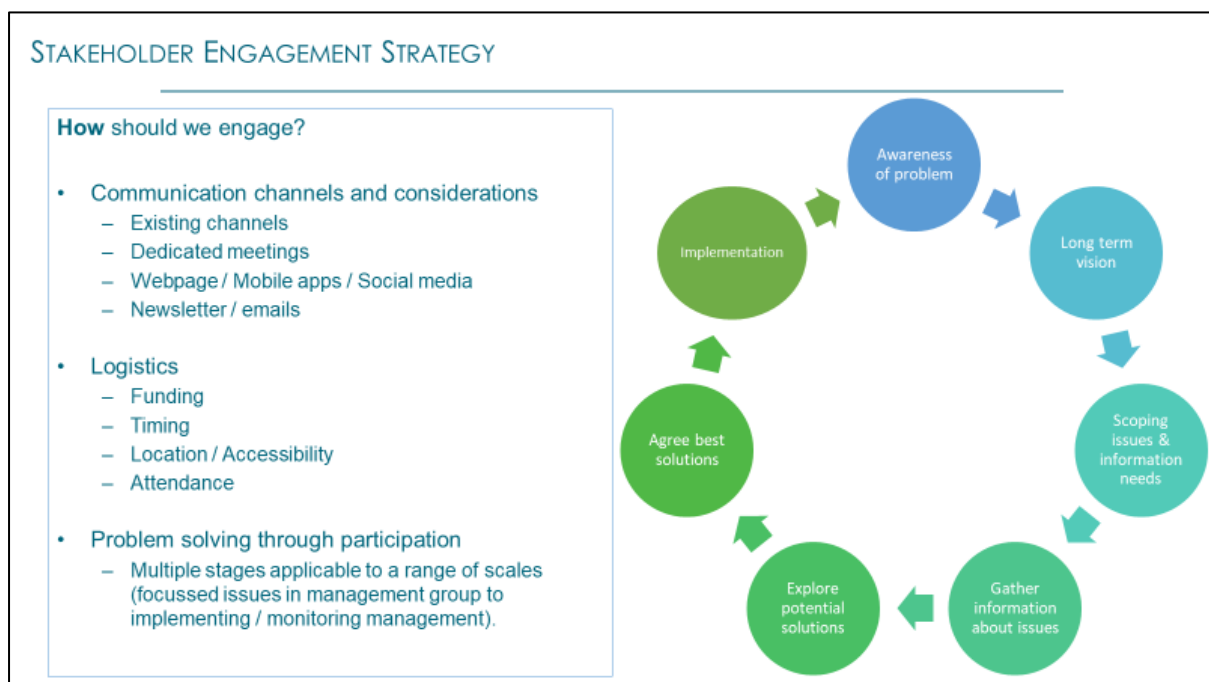 STAKEHOLDER ENGAGEMENT STRATEGY
How should we engage?
• Communication channels and considerations
– Existing channels
– Dedicated meetings
– Webpage / Mobile apps / Social media
– Newsletter / emails
• Logistics
– Funding
– Timing
– Location / Accessibility
– Attendance
• Problem solving through participation
– Multiple stages applicable to a range of scales
(focussed issues in management group to
implementing / monitoring management).
Awareness
of problem
Long term
vision
Scoping
issues &
information
needs
Gather
information
about issues
Explore
potential
solutions
Agree best
solutions
Implementation